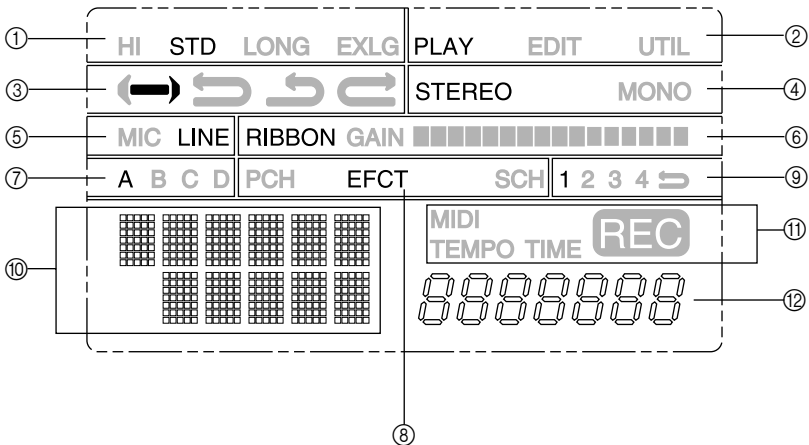 ① HI STD LONG EXLG PLAY EDIT UTIL ②
③ STEREO MONO ④
⑤ MIC LINE RIBBON GAIN ⑥
⑦ A B C D PCH EFCT SCH 1 2 3 4 ⑨
⑩ MIDI REC ⑪
TEMPO TIME
8888888 ⑫
⑧